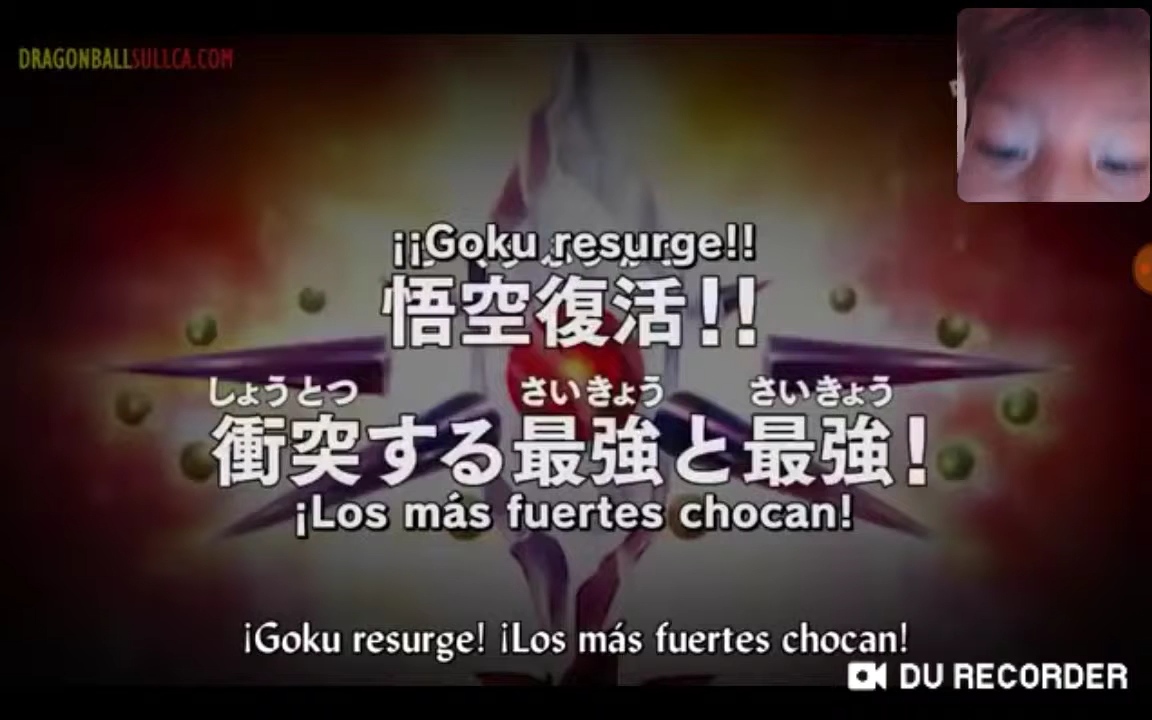 DRAGONBALLSULLCA.COM
¡¡Goku resurge!!
悟空復活!!
しょうとつ さいきょう さいきょう
衝突する最強と最強!
¡Los más fuertes chocan!
¡Goku resurge! ¡Los más fuertes chocan!
DU RECORDER